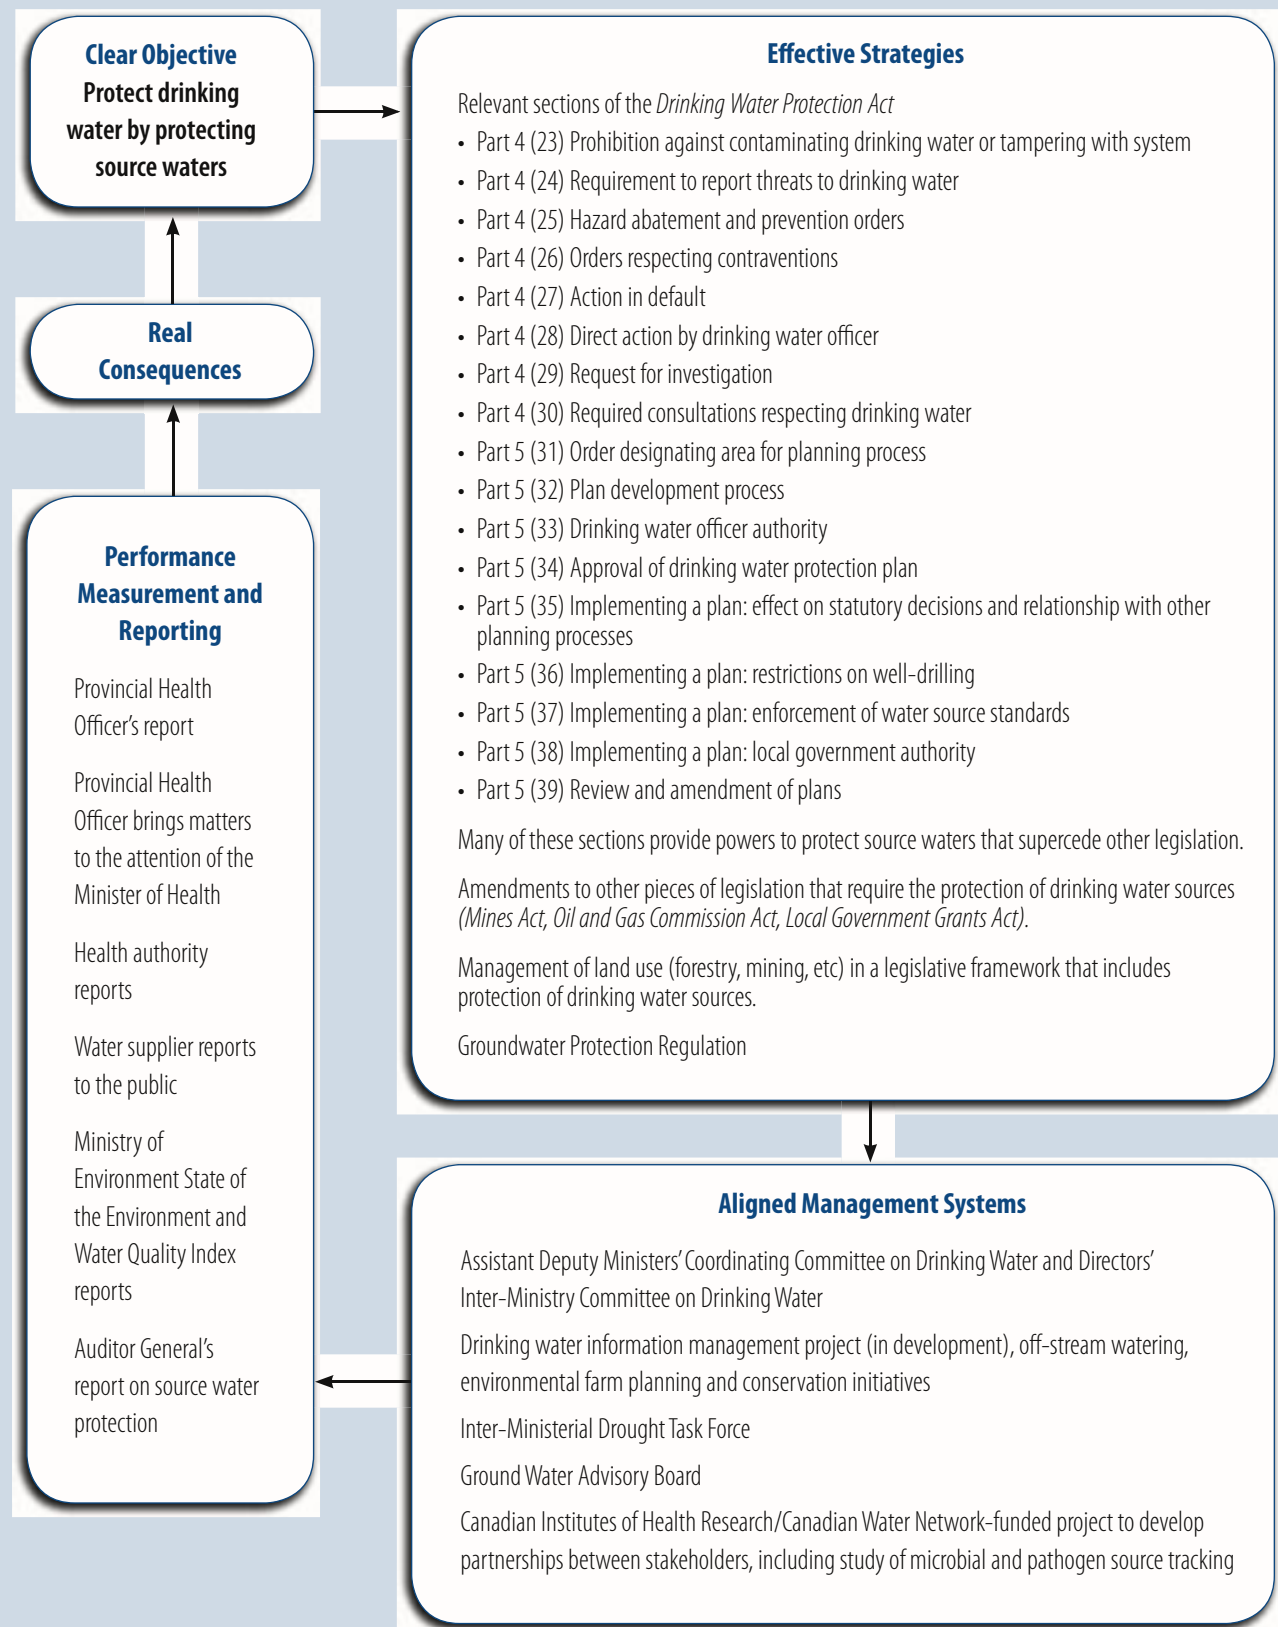 Clear Objective
Protect drinking
water by protecting
source waters
Effective Strategies
Relevant sections of the Drinking Water Protection Act
• Part 4 (23) Prohibition against contaminating drinking water or tampering with system
• Part 4 (24) Requirement to report threats to drinking water
• Part 4 (25) Hazard abatement and prevention orders
• Part 4 (26) Orders respecting contraventions
• Part 4 (27) Action in default
• Part 4 (28) Direct action by drinking water officer
• Part 4 (29) Request for investigation
• Part 4 (30) Required consultations respecting drinking water
• Part 5 (31) Order designating area for planning process
• Part 5 (32) Plan development process
• Part 5 (33) Drinking water officer authority
• Part 5 (34) Approval of drinking water protection plan
• Part 5 (35) Implementing a plan: effect on statutory decisions and relationship with other
planning processes
• Part 5 (36) Implementing a plan: restrictions on well-drilling
• Part 5 (37) Implementing a plan: enforcement of water source standards
• Part 5 (38) Implementing a plan: local government authority
• Part 5 (39) Review and amendment of plans
Many of these sections provide powers to protect source waters that supercede other legislation.
Amendments to other pieces of legislation that require the protection of drinking water sources
(Mines Act, Oil and Gas Commission Act, Local Government Grants Act).
Management of land use (forestry, mining, etc) in a legislative framework that includes
protection of drinking water sources.
Groundwater Protection Regulation
Aligned Management Systems
Assistant Deputy Ministers' Coordinating Committee on Drinking Water and Directors'
Inter-Ministry Committee on Drinking Water
Drinking water information management project (in development), off-stream watering,
environmental farm planning and conservation initiatives
Inter-Ministerial Drought Task Force
Ground Water Advisory Board
Canadian Institutes of Health Research/Canadian Water Network-funded project to develop
partnerships between stakeholders, including study of microbial and pathogen source tracking
Performance
Measurement and
Reporting
Provincial Health
Officer's report
Provincial Health
Officer brings matters
to the attention of the
Minister of Health
Health authority
reports
Water supplier reports
to the public
Ministry of
Environment State of
the Environment and
Water Quality Index
reports
Auditor General's
report on source water
protection
Real
Consequences